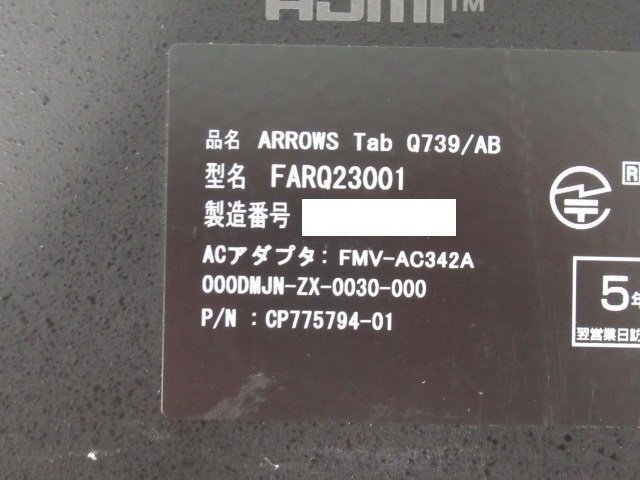 HDMI™
品名 ARROWS Tab Q739/AB
型名 FARQ23001
製造番号
ACアダプタ: FMV-AC342A
000DMJN-ZX-0030-000
P/N :CP775794-01
R
5年
翌営業日訪